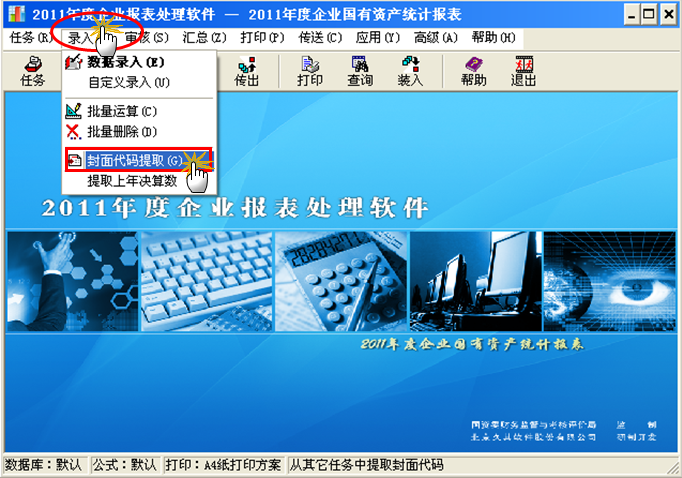 2011年度企业报表处理软件 — 2011年度企业国有资产统计报表
任务(R) 录入 审核(S) 汇总(Z) 打印(P) 传送(C) 应用(Y) 高级(A) 帮助(H)
任务 传出 打印 查询 装入 帮助 退出
数据录入(E)
自定义录入(U)
批量运算(C)
批量删除(D)
封面代码提取(G)
提取上年决算数
2011年度企业报表处理软件
2011年度企业国有资产统计报表
国资委财务监督与考核评价局 监 制
北京久其软件股份有限公司 研制开发
数据库：默认 公式：默认 打印：A4纸打印方案 从其它任务中提取封面代码